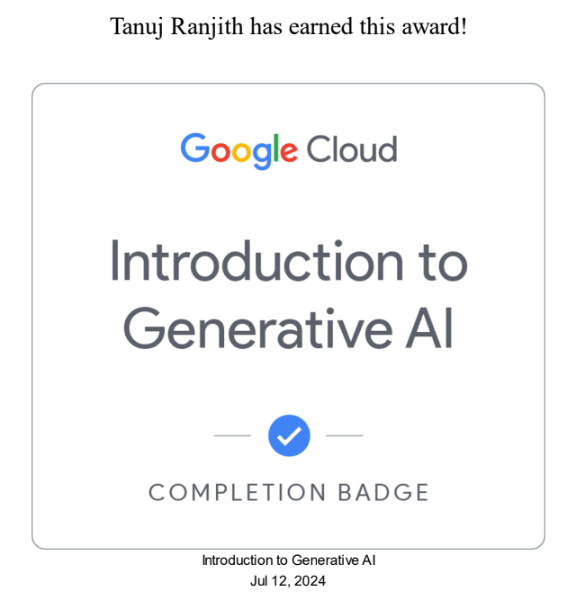 Tanuj Ranjith has earned this award!
Google Cloud
Introduction to
Generative AI
COMPLETION BADGE
Introduction to Generative AI
Jul 12, 2024